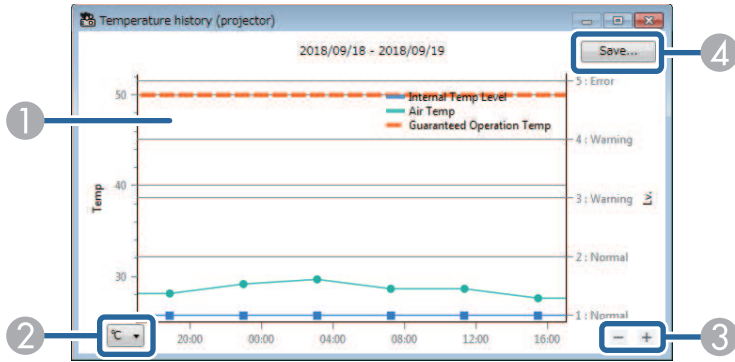 Temperature history (projector)
2018/09/18 - 2018/09/19
Save...
4
5 : Error
50
Internal Temp Level
Air Temp
Guaranteed Operation Temp
1
4 : Warning
40
Temp
3 : Warning
Lv.
2 : Normal
30
1 : Normal
2
℃
20:00
00:00
04:00
08:00
12:00
16:00
− +
3